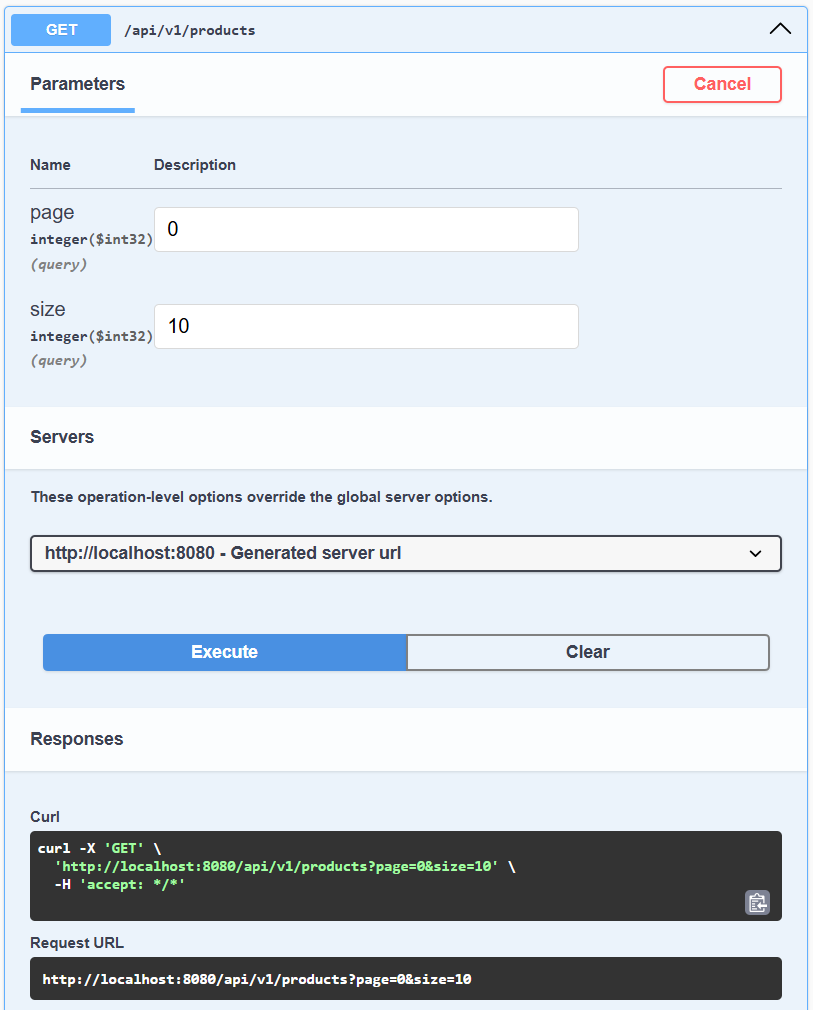 GET /api/v1/products
Parameters Cancel
Name Description
page
integer($int32)
(query)
0
size
integer($int32)
(query)
10
Servers
These operation-level options override the global server options.
http://localhost:8080 - Generated server url
Execute Clear
Responses
Curl
curl -X 'GET' \
  'http://localhost:8080/api/v1/products?page=0&size=10' \
  -H 'accept: */*'
Request URL
http://localhost:8080/api/v1/products?page=0&size=10